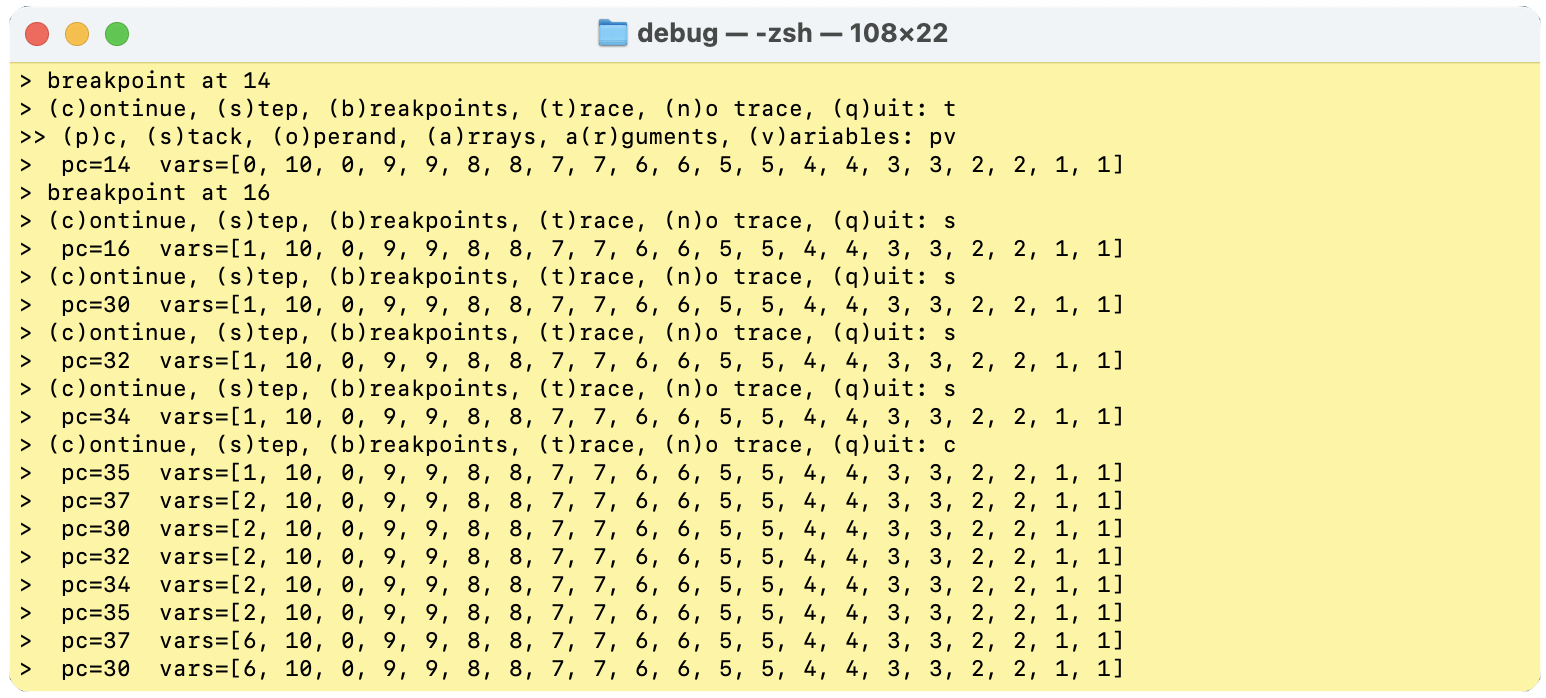 debug — -zsh — 108×22
> breakpoint at 14
> (c)ontinue, (s)tep, (b)reakpoints, (t)race, (n)o trace, (q)uit: t
>> (p)c, (s)tack, (o)perand, (a)rrays, a(r)guments, (v)ariables: pv
>  pc=14  vars=[0, 10, 0, 9, 9, 8, 8, 7, 7, 6, 6, 5, 5, 4, 4, 3, 3, 2, 2, 1, 1]
> breakpoint at 16
> (c)ontinue, (s)tep, (b)reakpoints, (t)race, (n)o trace, (q)uit: s
>  pc=16  vars=[1, 10, 0, 9, 9, 8, 8, 7, 7, 6, 6, 5, 5, 4, 4, 3, 3, 2, 2, 1, 1]
> (c)ontinue, (s)tep, (b)reakpoints, (t)race, (n)o trace, (q)uit: s
>  pc=30  vars=[1, 10, 0, 9, 9, 8, 8, 7, 7, 6, 6, 5, 5, 4, 4, 3, 3, 2, 2, 1, 1]
> (c)ontinue, (s)tep, (b)reakpoints, (t)race, (n)o trace, (q)uit: s
>  pc=32  vars=[1, 10, 0, 9, 9, 8, 8, 7, 7, 6, 6, 5, 5, 4, 4, 3, 3, 2, 2, 1, 1]
> (c)ontinue, (s)tep, (b)reakpoints, (t)race, (n)o trace, (q)uit: s
>  pc=34  vars=[1, 10, 0, 9, 9, 8, 8, 7, 7, 6, 6, 5, 5, 4, 4, 3, 3, 2, 2, 1, 1]
> (c)ontinue, (s)tep, (b)reakpoints, (t)race, (n)o trace, (q)uit: c
>  pc=35  vars=[1, 10, 0, 9, 9, 8, 8, 7, 7, 6, 6, 5, 5, 4, 4, 3, 3, 2, 2, 1, 1]
>  pc=37  vars=[2, 10, 0, 9, 9, 8, 8, 7, 7, 6, 6, 5, 5, 4, 4, 3, 3, 2, 2, 1, 1]
>  pc=30  vars=[2, 10, 0, 9, 9, 8, 8, 7, 7, 6, 6, 5, 5, 4, 4, 3, 3, 2, 2, 1, 1]
>  pc=32  vars=[2, 10, 0, 9, 9, 8, 8, 7, 7, 6, 6, 5, 5, 4, 4, 3, 3, 2, 2, 1, 1]
>  pc=34  vars=[2, 10, 0, 9, 9, 8, 8, 7, 7, 6, 6, 5, 5, 4, 4, 3, 3, 2, 2, 1, 1]
>  pc=35  vars=[2, 10, 0, 9, 9, 8, 8, 7, 7, 6, 6, 5, 5, 4, 4, 3, 3, 2, 2, 1, 1]
>  pc=37  vars=[6, 10, 0, 9, 9, 8, 8, 7, 7, 6, 6, 5, 5, 4, 4, 3, 3, 2, 2, 1, 1]
>  pc=30  vars=[6, 10, 0, 9, 9, 8, 8, 7, 7, 6, 6, 5, 5, 4, 4, 3, 3, 2, 2, 1, 1]